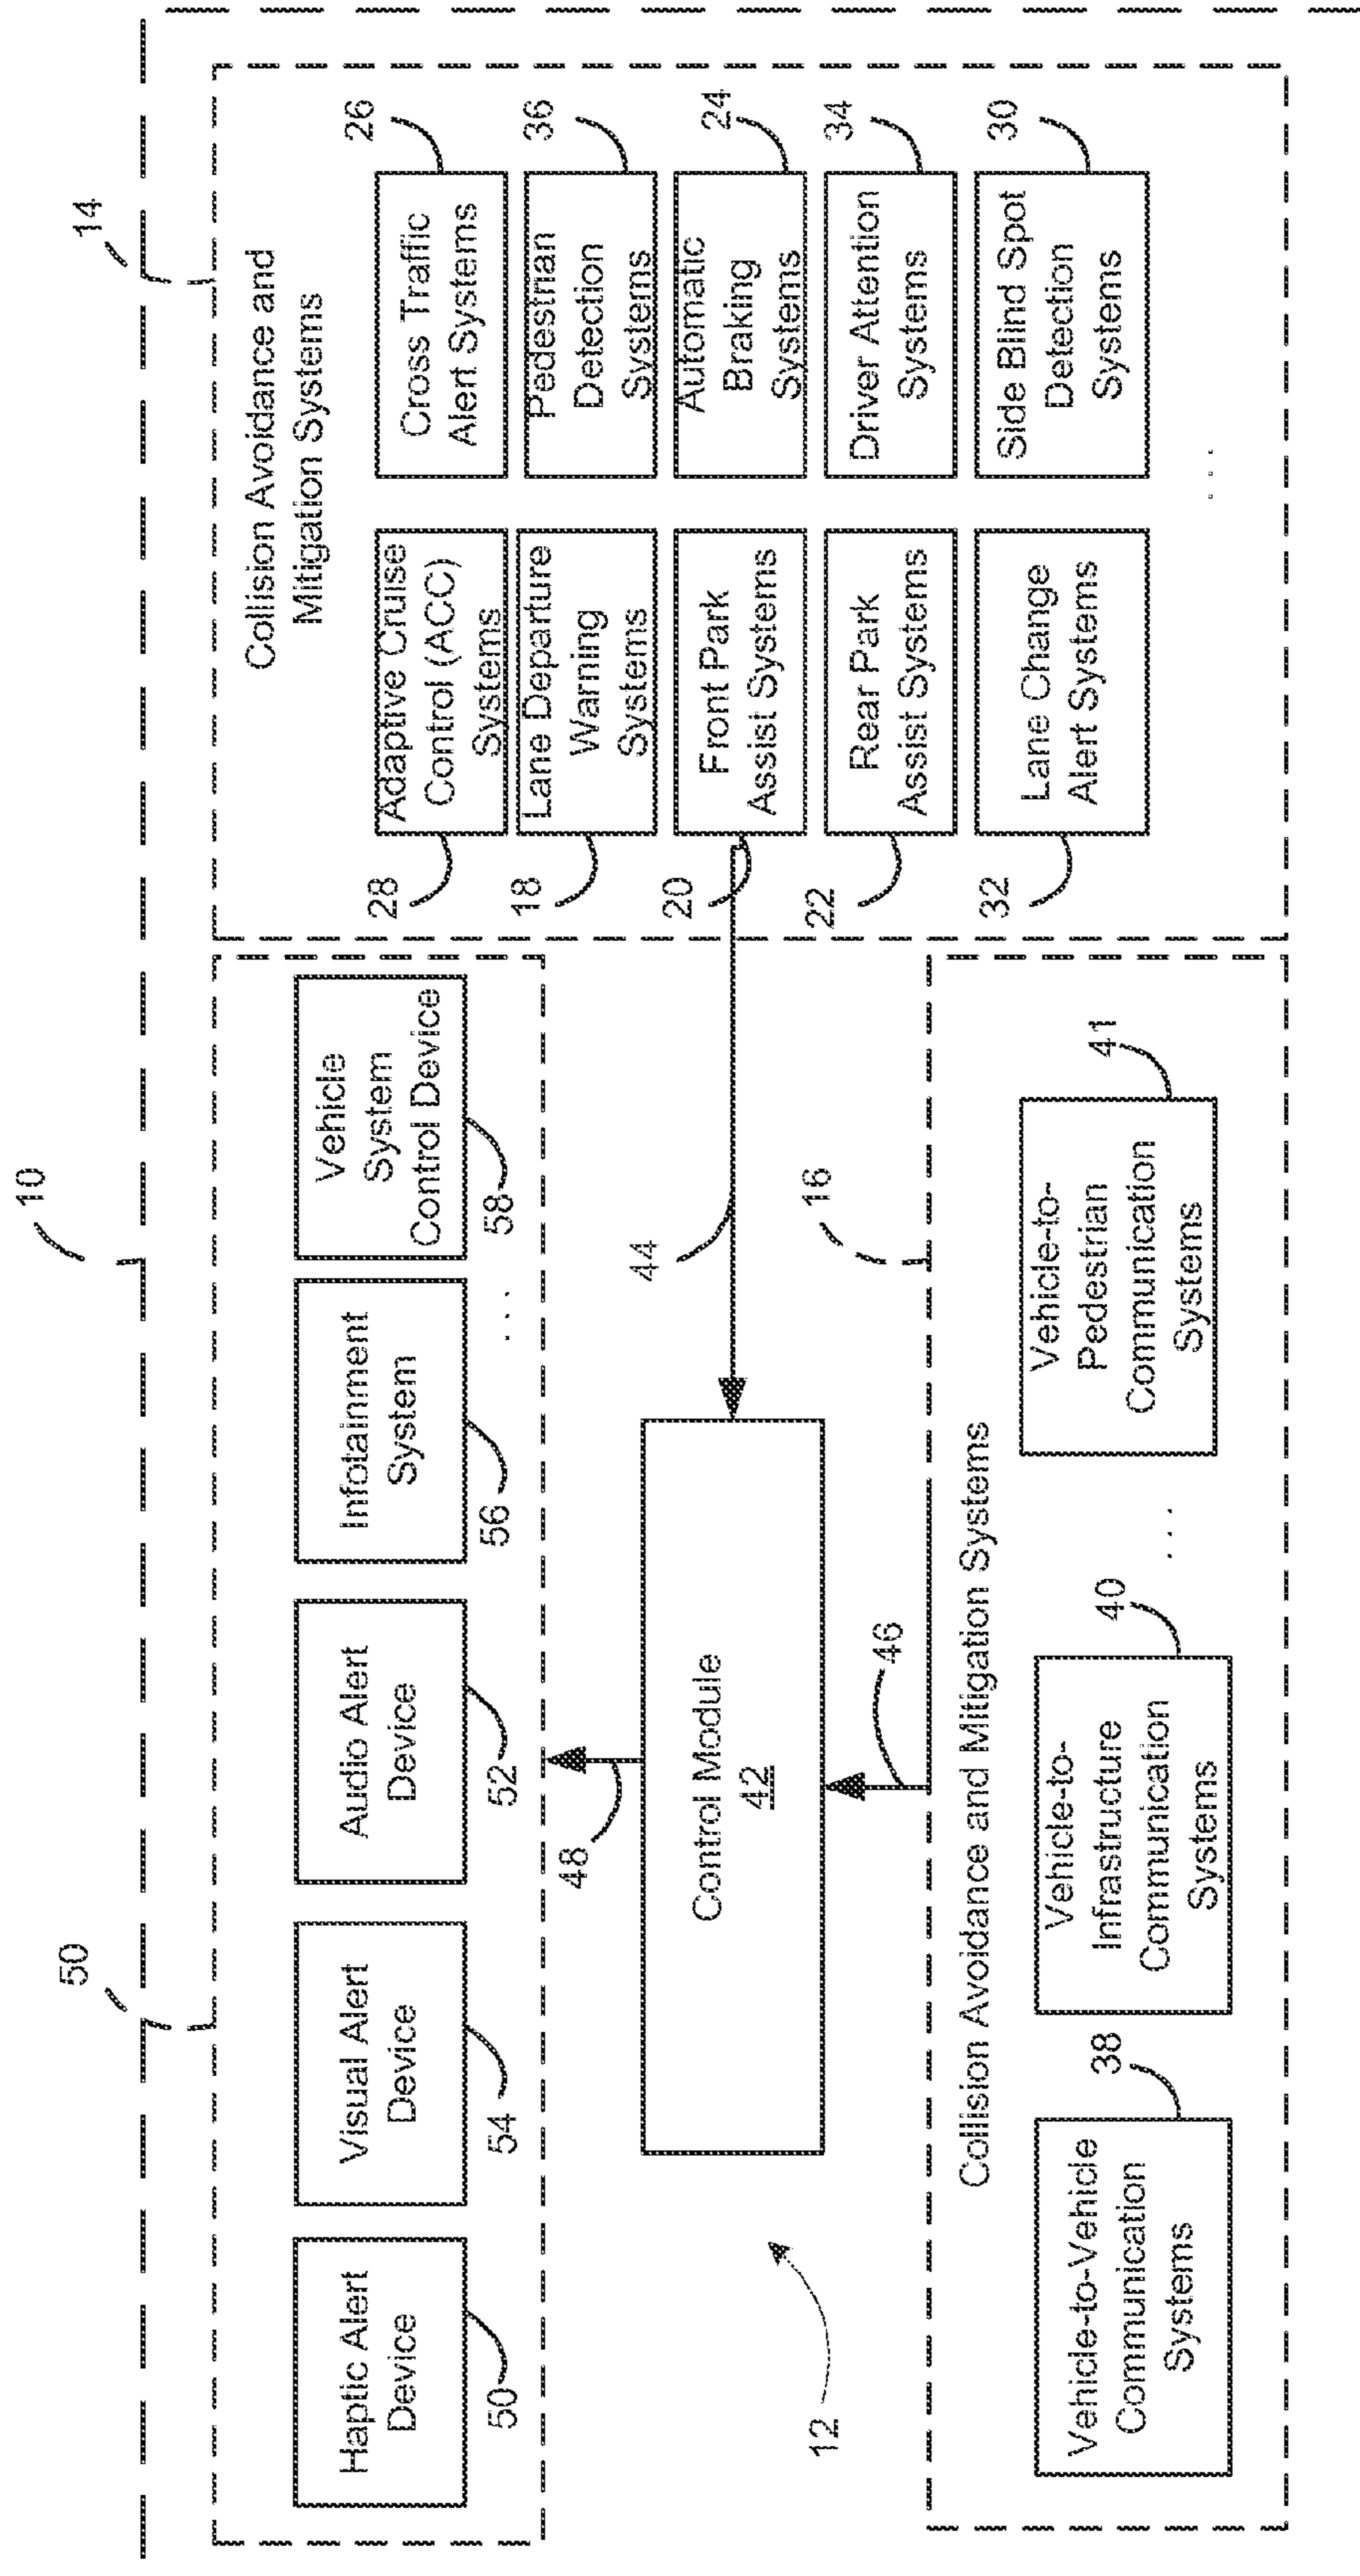 10
50
14
Haptic Alert
Device
50
Visual Alert
Device
54
Audio Alert
Device
52
Infotainment
System
56
. . .
Vehicle
System
Control Device
58
48
Control Module
42
44
46
12
16
Collision Avoidance and Mitigation Systems
Vehicle-to-Vehicle
Communication
Systems
38
Vehicle-to-
Infrastructure
Communication
Systems
40
. . .
Vehicle-to-
Pedestrian
Communication
Systems
41
Collision Avoidance and
Mitigation Systems
28
Adaptive Cruise
Control (ACC)
Systems
Cross Traffic
Alert Systems
26
18
Lane Departure
Warning
Systems
Pedestrian
Detection
Systems
36
20
Front Park
Assist Systems
Automatic
Braking
Systems
24
22
Rear Park
Assist Systems
Driver Attention
Systems
34
32
Lane Change
Alert Systems
Side Blind Spot
Detection
Systems
30
. . .